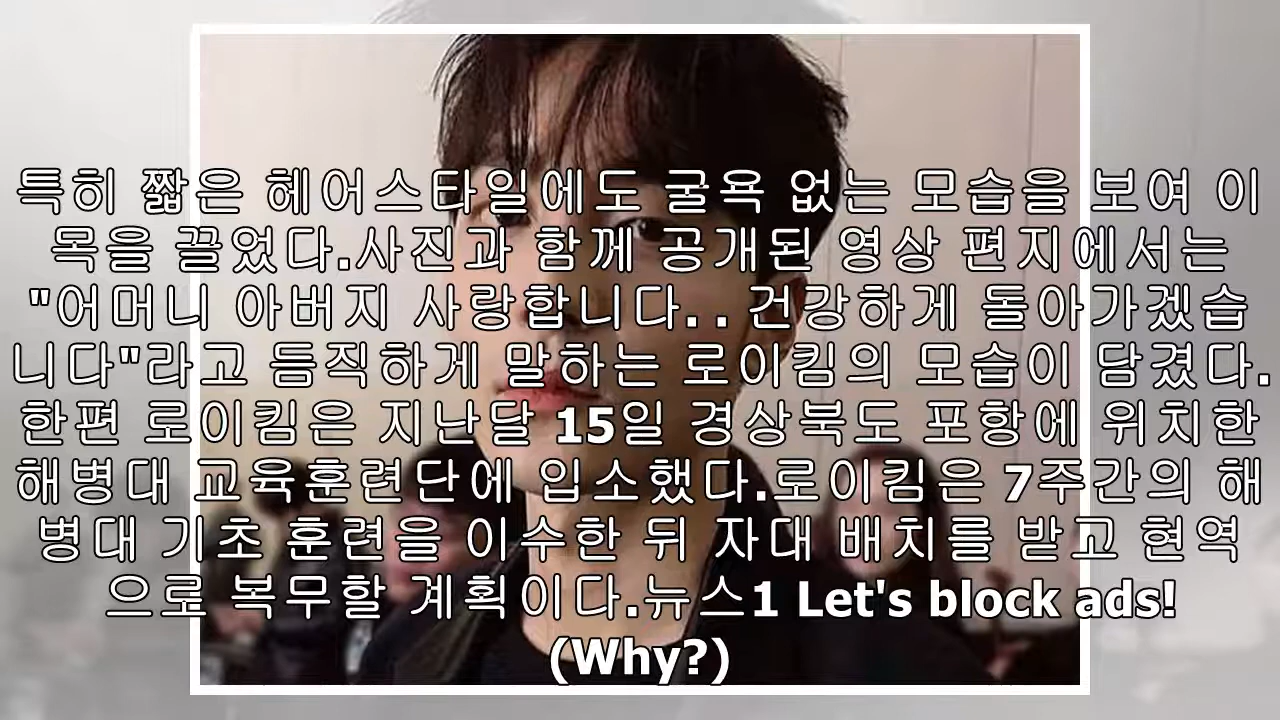 특히 짧은 헤어스타일에도 굴욕 없는 모습을 보여 이
목을 끌었다.사진과 함께 공개된 영상 편지에서는
"어머니 아버지 사랑합니다. . 건강하게 돌아가겠습
니다"라고 듬직하게 말하는 로이킴의 모습이 담겼다.
한편 로이킴은 지난달 15일 경상북도 포항에 위치한
해병대 교육훈련단에 입소했다.로이킴은 7주간의 해
병대 기초 훈련을 이수한 뒤 자대 배치를 받고 현역
으로 복무할 계획이다.뉴스1 Let's block ads!
(Why?)